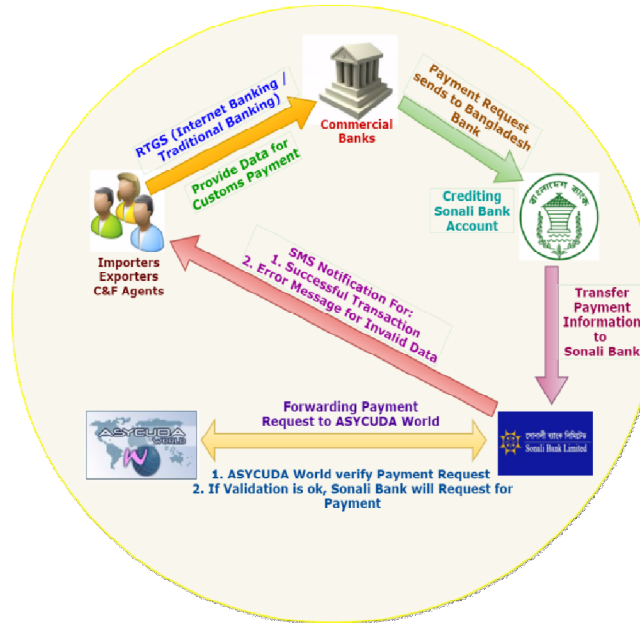 RTGS (Internet Banking /
Traditional Banking)
Provide Data for
Customs Payment
Commercial
Banks
Payment Request
sends to Bangladesh
Bank
Crediting
Sonali Bank
Account
বাংলাদেশ ব্যাংক
Importers
Exporters
C&F Agents
SMS Notification For:
1. Successful Transaction
2. Error Message for Invalid Data
Transfer
Payment
Information
to
Sonali Bank
Forwarding Payment
Request to ASYCUDA World
ASYCUDA
WORLD
সোনালী ব্যাংক লিমিটেড
Sonali Bank Limited
1. ASYCUDA World verify Payment Request
2. If Validation is ok, Sonali Bank will Request for
Payment